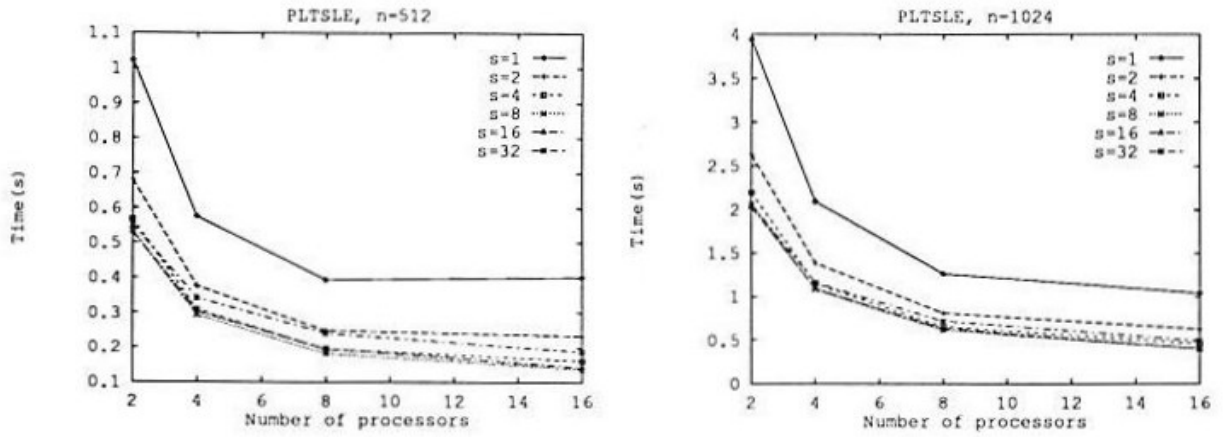 PLTSLE, n=512
1.1
1
0.9
0.8
0.7
0.6
0.5
0.4
0.3
0.2
0.1
Time(s)
s=1
s=2
s=4
s=8
s=16
s=32
2 4 6 8 10 12 14 16
Number of processors
PLTSLE, n=1024
4
3.5
3
2.5
2
1.5
1
0.5
0
Time(s)
s=1
s=2
s=4
s=8
s=16
s=32
2 4 6 8 10 12 14 16
Number of processors